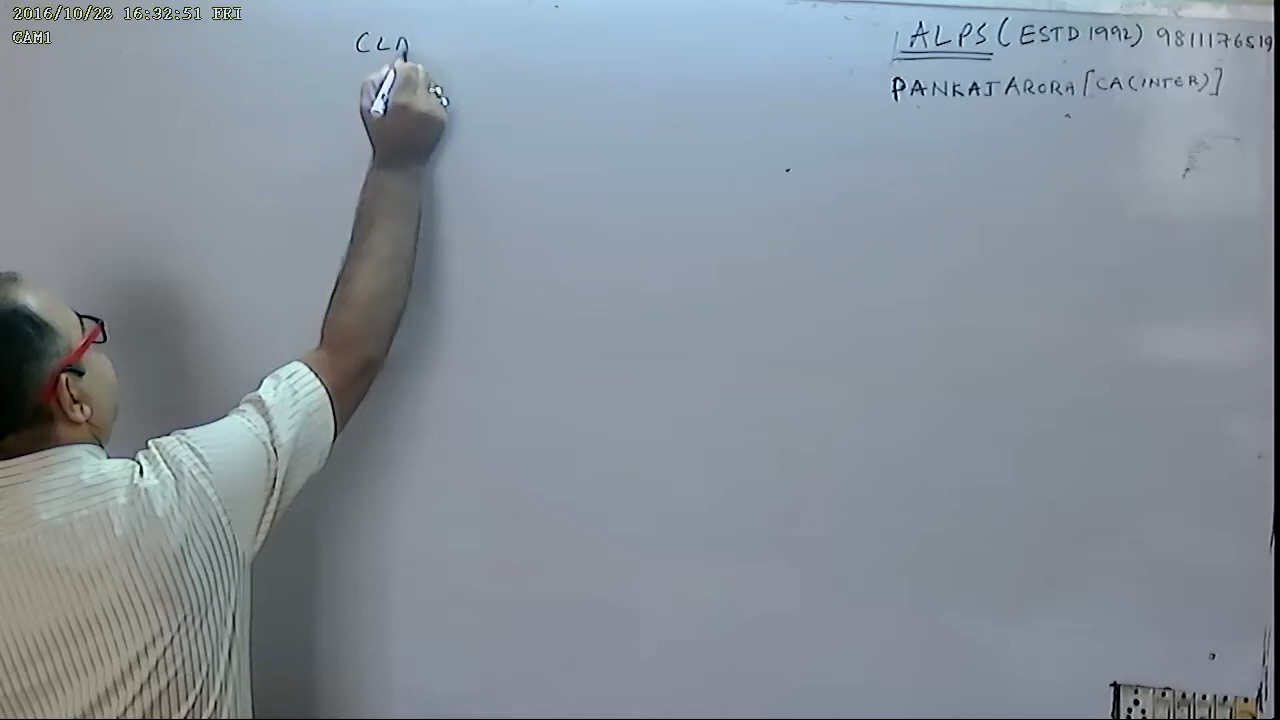 2016/10/28 16:32:51 FRI
CAM1
CLA
ALPS (ESTD 1992) 9811176519
PANKAJ ARORA [CA(INTER)]